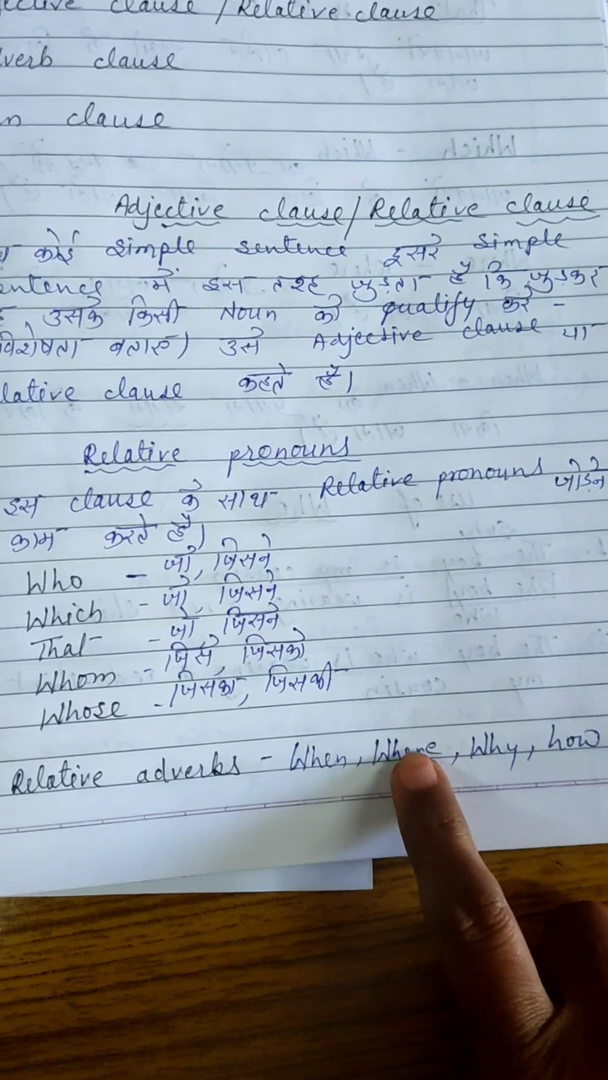 ective clause / Relative clause
verb clause
n clause
Adjective clause / Relative clause
कोई simple sentence दूसरे simple
entence में इस तरह जुड़ता है कि जुड़कर
उसके किसी Noun को qualify करे -
विशेषता बताए) उसे Adjective clause या
lative clause कहते हैं।
Relative pronouns
इस clause के साथ Relative pronouns जोड़ने
काम करते है।
Who - जो, जिसने
Which - जो, जिसने
That - जो जिसने
Whom - जिसे, जिसको
Whose - जिसका, जिसकी
Relative adverbs - When, Where, Why, how